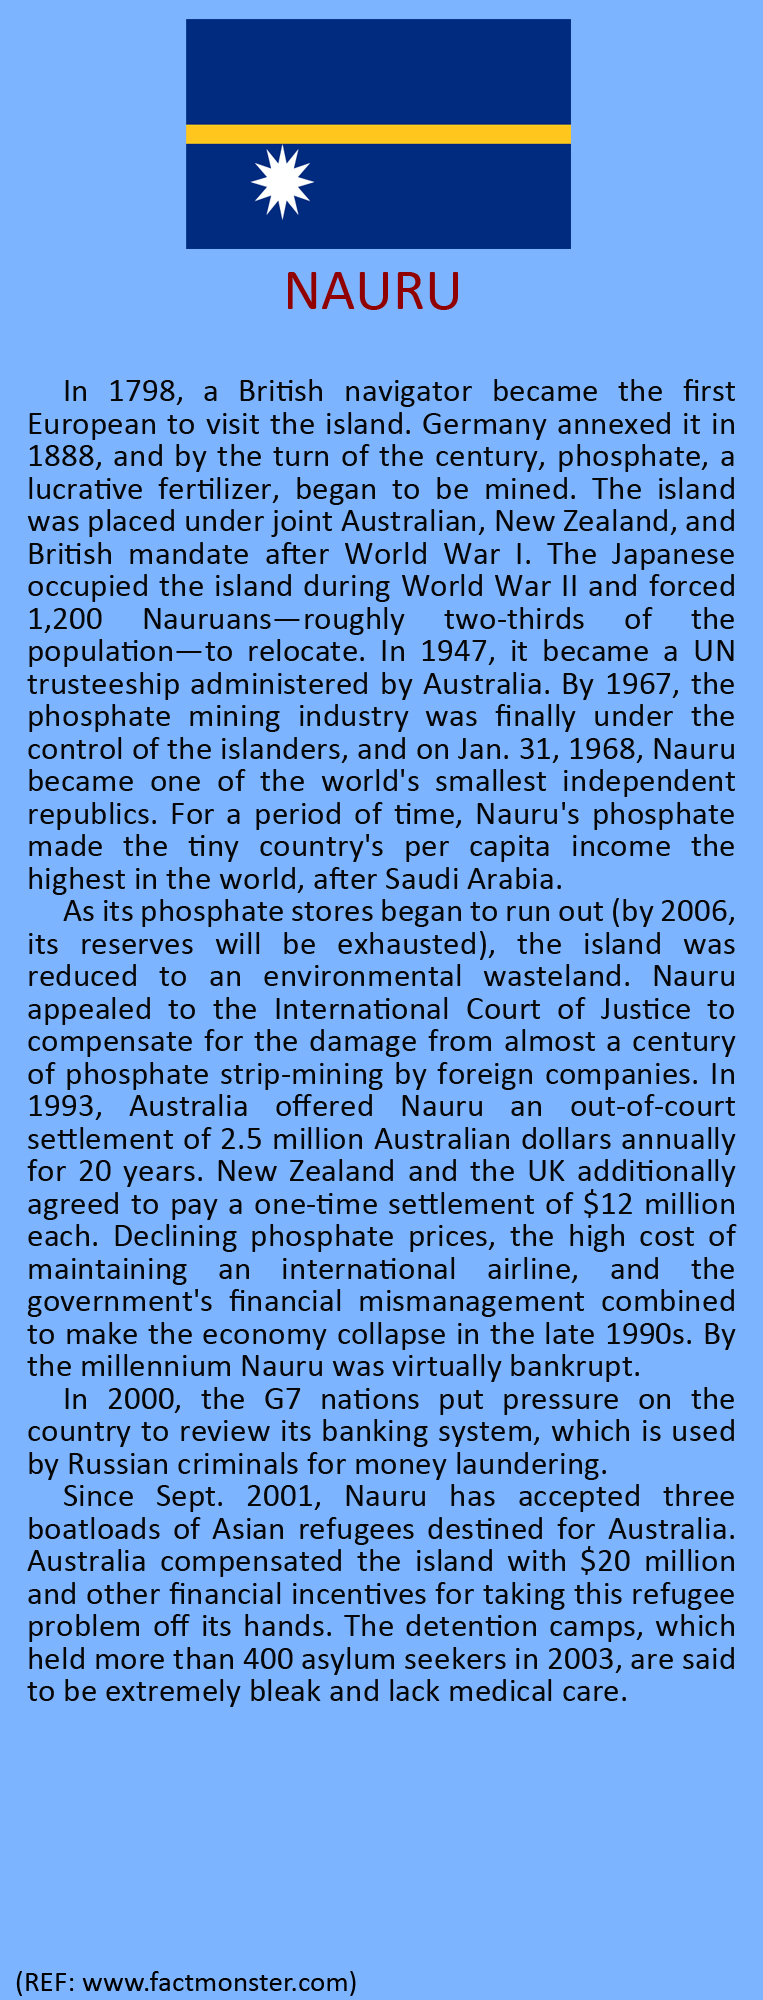 NAURU
In 1798, a British navigator became the first
European to visit the island. Germany annexed it in
1888, and by the turn of the century, phosphate, a
lucrative fertilizer, began to be mined. The island
was placed under joint Australian, New Zealand, and
British mandate after World War I. The Japanese
occupied the island during World War II and forced
1,200 Nauruans—roughly two-thirds of the
population—to relocate. In 1947, it became a UN
trusteeship administered by Australia. By 1967, the
phosphate mining industry was finally under the
control of the islanders, and on Jan. 31, 1968, Nauru
became one of the world's smallest independent
republics. For a period of time, Nauru's phosphate
made the tiny country's per capita income the
highest in the world, after Saudi Arabia.
As its phosphate stores began to run out (by 2006,
its reserves will be exhausted), the island was
reduced to an environmental wasteland. Nauru
appealed to the International Court of Justice to
compensate for the damage from almost a century
of phosphate strip-mining by foreign companies. In
1993, Australia offered Nauru an out-of-court
settlement of 2.5 million Australian dollars annually
for 20 years. New Zealand and the UK additionally
agreed to pay a one-time settlement of $12 million
each. Declining phosphate prices, the high cost of
maintaining an international airline, and the
government's financial mismanagement combined
to make the economy collapse in the late 1990s. By
the millennium Nauru was virtually bankrupt.
In 2000, the G7 nations put pressure on the
country to review its banking system, which is used
by Russian criminals for money laundering.
Since Sept. 2001, Nauru has accepted three
boatloads of Asian refugees destined for Australia.
Australia compensated the island with $20 million
and other financial incentives for taking this refugee
problem off its hands. The detention camps, which
held more than 400 asylum seekers in 2003, are said
to be extremely bleak and lack medical care.
(REF: www.factmonster.com)